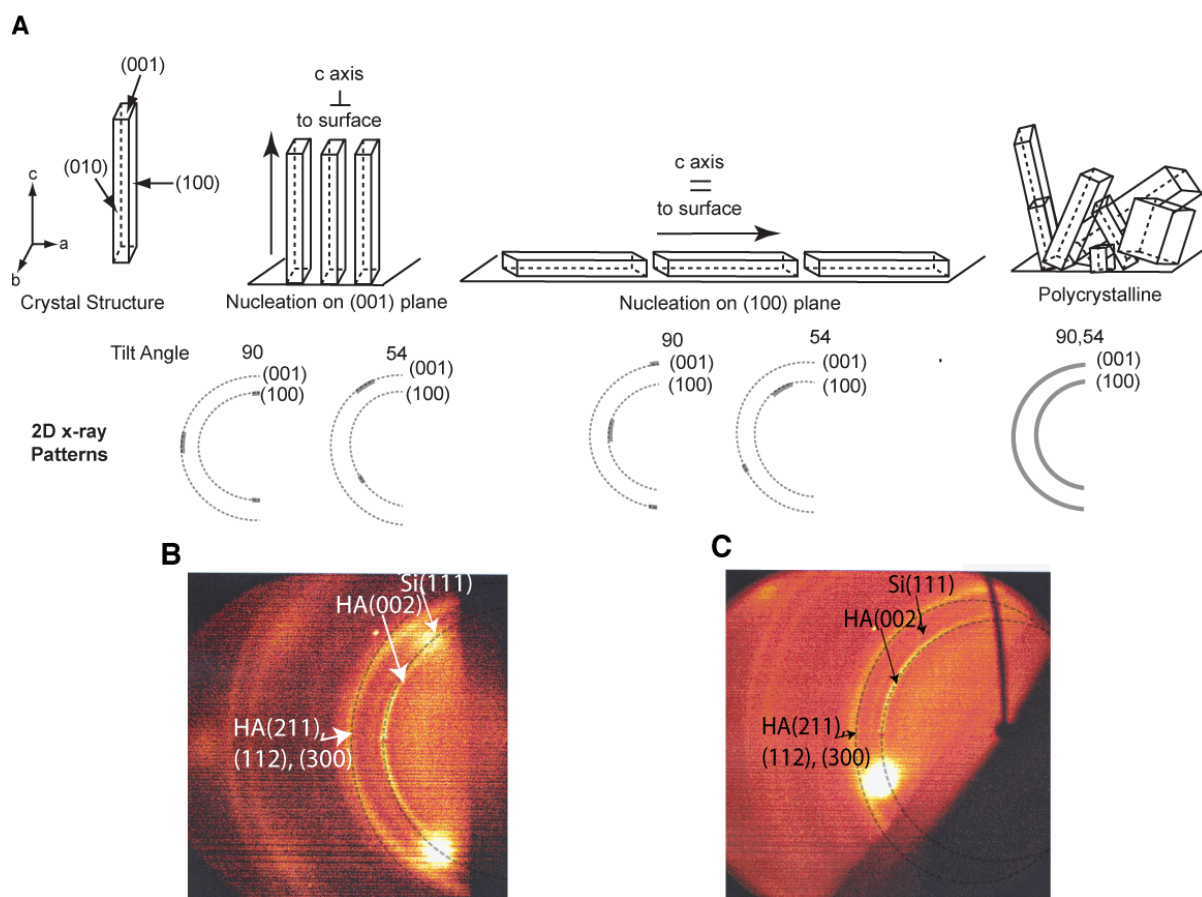 A
(001)
(010)
(100)
c
a
b
Crystal Structure
c axis
⊥
to surface
Nucleation on (001) plane
c axis
=
to surface
Nucleation on (100) plane
Polycrystalline
Tilt Angle
90
(001)
(100)
54
(001)
(100)
90
(001)
(100)
54
(001)
(100)
90,54
(001)
(100)
2D x-ray
Patterns
B
Si(111)
HA(002)
HA(211),
(112), (300)
C
Si(111)
HA(002)
HA(211),
(112), (300)